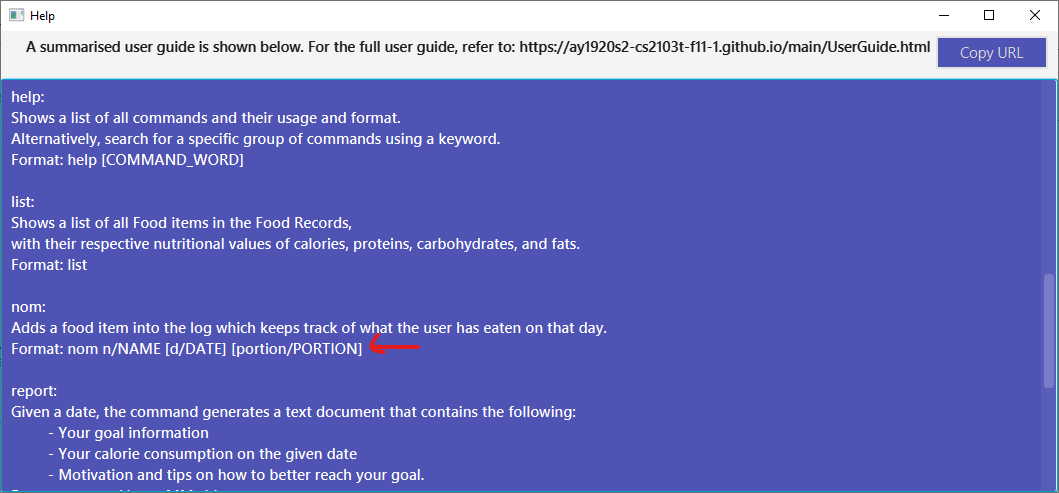 Help
A summarised user guide is shown below. For the full user guide, refer to: https://ay1920s2-cs2103t-f11-1.github.io/main/UserGuide.html
Copy URL
help:
Shows a list of all commands and their usage and format.
Alternatively, search for a specific group of commands using a keyword.
Format: help [COMMAND_WORD]
list:
Shows a list of all Food items in the Food Records,
with their respective nutritional values of calories, proteins, carbohydrates, and fats.
Format: list
nom:
Adds a food item into the log which keeps track of what the user has eaten on that day.
Format: nom n/NAME [d/DATE] [portion/PORTION]
report:
Given a date, the command generates a text document that contains the following:
- Your goal information
- Your calorie consumption on the given date
- Motivation and tips on how to better reach your goal.